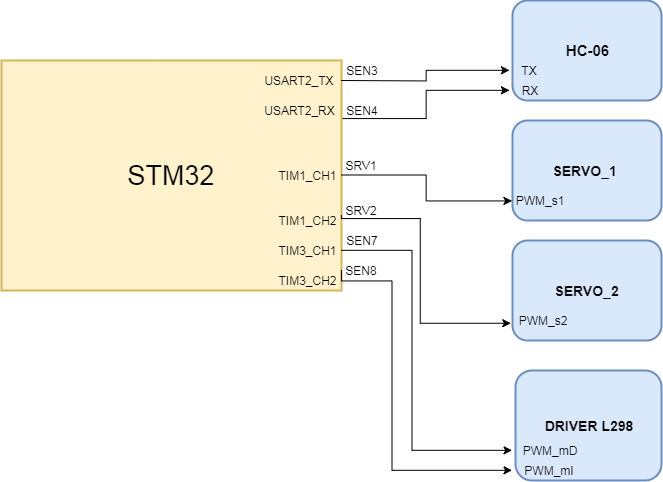 HC-06
SEN3
TX
USART2_TX
RX
USART2_RX
SEN4
STM32
SRV1
TIM1_CH1
SERVO_1
PWM_s1
SRV2
TIM1_CH2
SEN7
TIM3_CH1
SEN8
TIM3_CH2
SERVO_2
PWM_s2
DRIVER L298
PWM_mD
PWM_mI